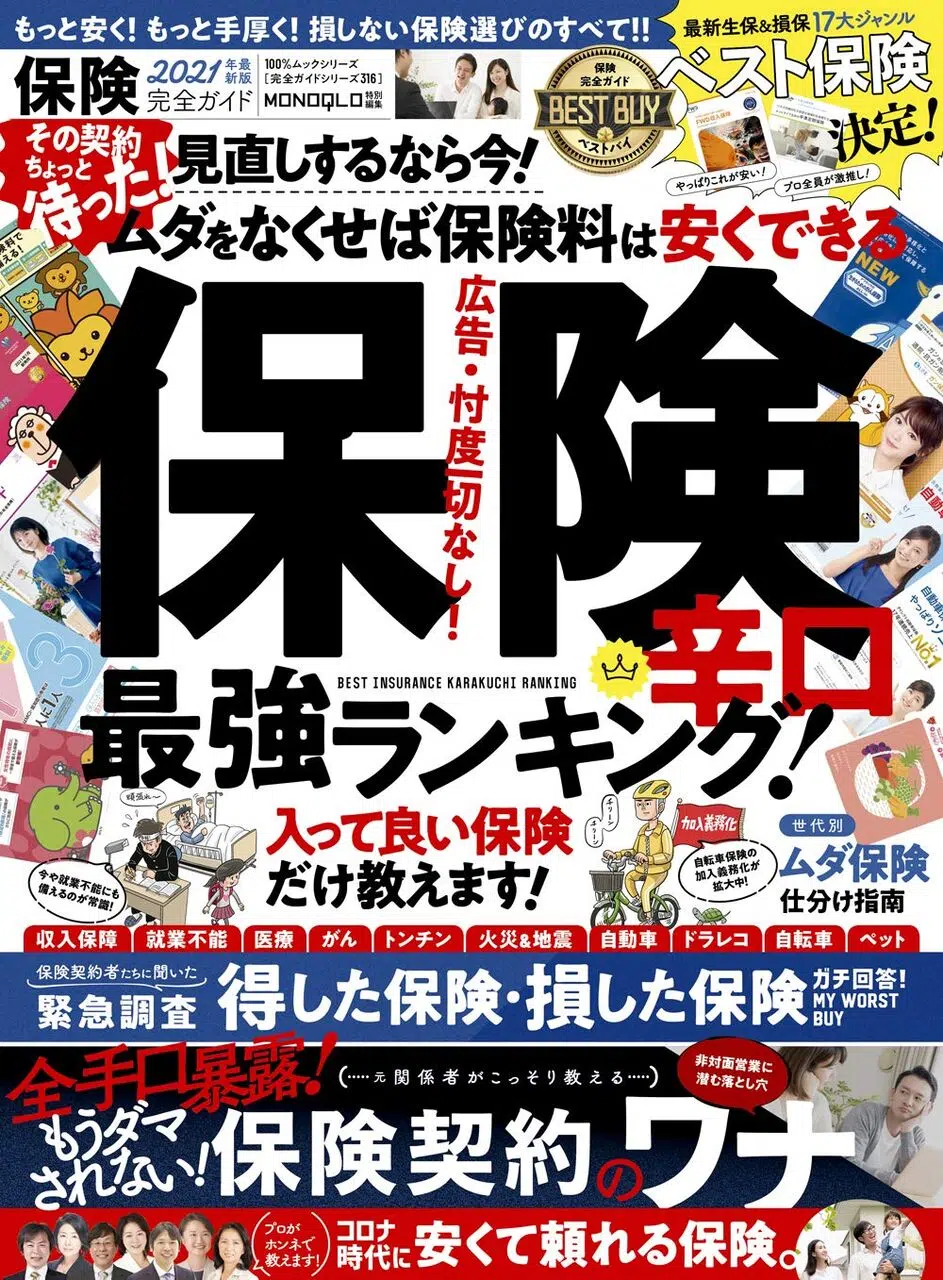 もっと安く! もっと手厚く! 損しない保険選びのすべて!!
最新生保&損保17大ジャンル
ベスト保険
決定!
やっぱりこれが安い!
プロ全員が激推し!
保険
2021年最新版
完全ガイド
100%ムックシリーズ
[完全ガイドシリーズ316]
MONOQLO特別編集
保険
完全ガイド
BEST BUY
ベストバイ
その契約
ちょっと
待った!
見直しするなら今!
ムダをなくせば保険料は安くできる
NEW
保険
広告・忖度一切なし!
辛口
BEST INSURANCE KARAKUCHI RANKING
最強ランキング!
No.1
頑張れ〜
今や就業不能にも
備えるのが常識!
入って良い保険
だけ教えます!
チリーン
チリーン
加入義務化
自転車保険の
加入義務化が
拡大中!
世代別
ムダ保険
仕分け指南
収入保障
就業不能
医療
がん
トンチン
火災&地震
自動車
ドラレコ
自転車
ペット
保険契約者たちに聞いた
緊急調査
得した保険・損した保険
ガチ回答!
MY WORST
BUY
全手口暴露!
(……元関係者がこっそり教える……)
非対面営業に
潜む落とし穴
もうダマ
されない!
保険契約のワナ
プロが
ホンネで
教えます!
コロナ
時代に
安くて頼れる保険。